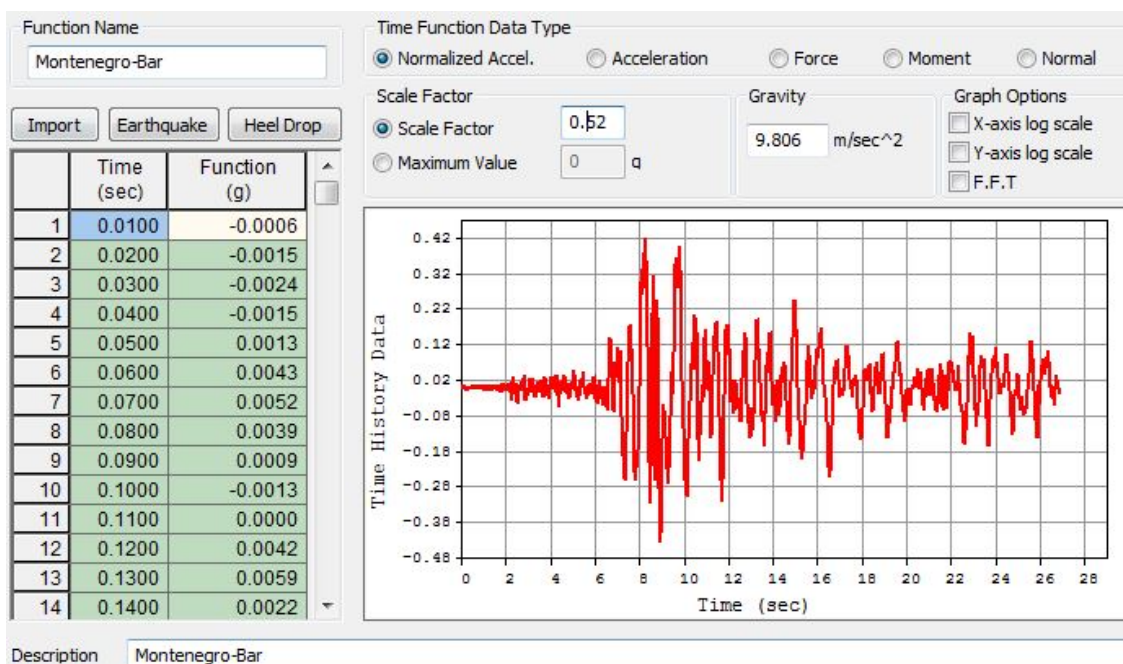 Function Name
Montenegro-Bar
Time Function Data Type
Normalized Accel. Acceleration Force Moment Normal
Import Earthquake Heel Drop
Scale Factor
Scale Factor 0.52
Maximum Value 0 g
Gravity
9.806 m/sec^2
Graph Options
X-axis log scale
Y-axis log scale
F.F.T
Time (sec) Function (g)
1 0.0100 -0.0006
2 0.0200 -0.0015
3 0.0300 -0.0024
4 0.0400 -0.0015
5 0.0500 0.0013
6 0.0600 0.0043
7 0.0700 0.0052
8 0.0800 0.0039
9 0.0900 0.0009
10 0.1000 -0.0013
11 0.1100 0.0000
12 0.1200 0.0042
13 0.1300 0.0059
14 0.1400 0.0022
Time History Data
0.42
0.32
0.22
0.12
0.02
-0.08
-0.18
-0.28
-0.38
-0.48
0 2 4 6 8 10 12 14 16 18 20 22 24 26 28
Time (sec)
Description Montenegro-Bar